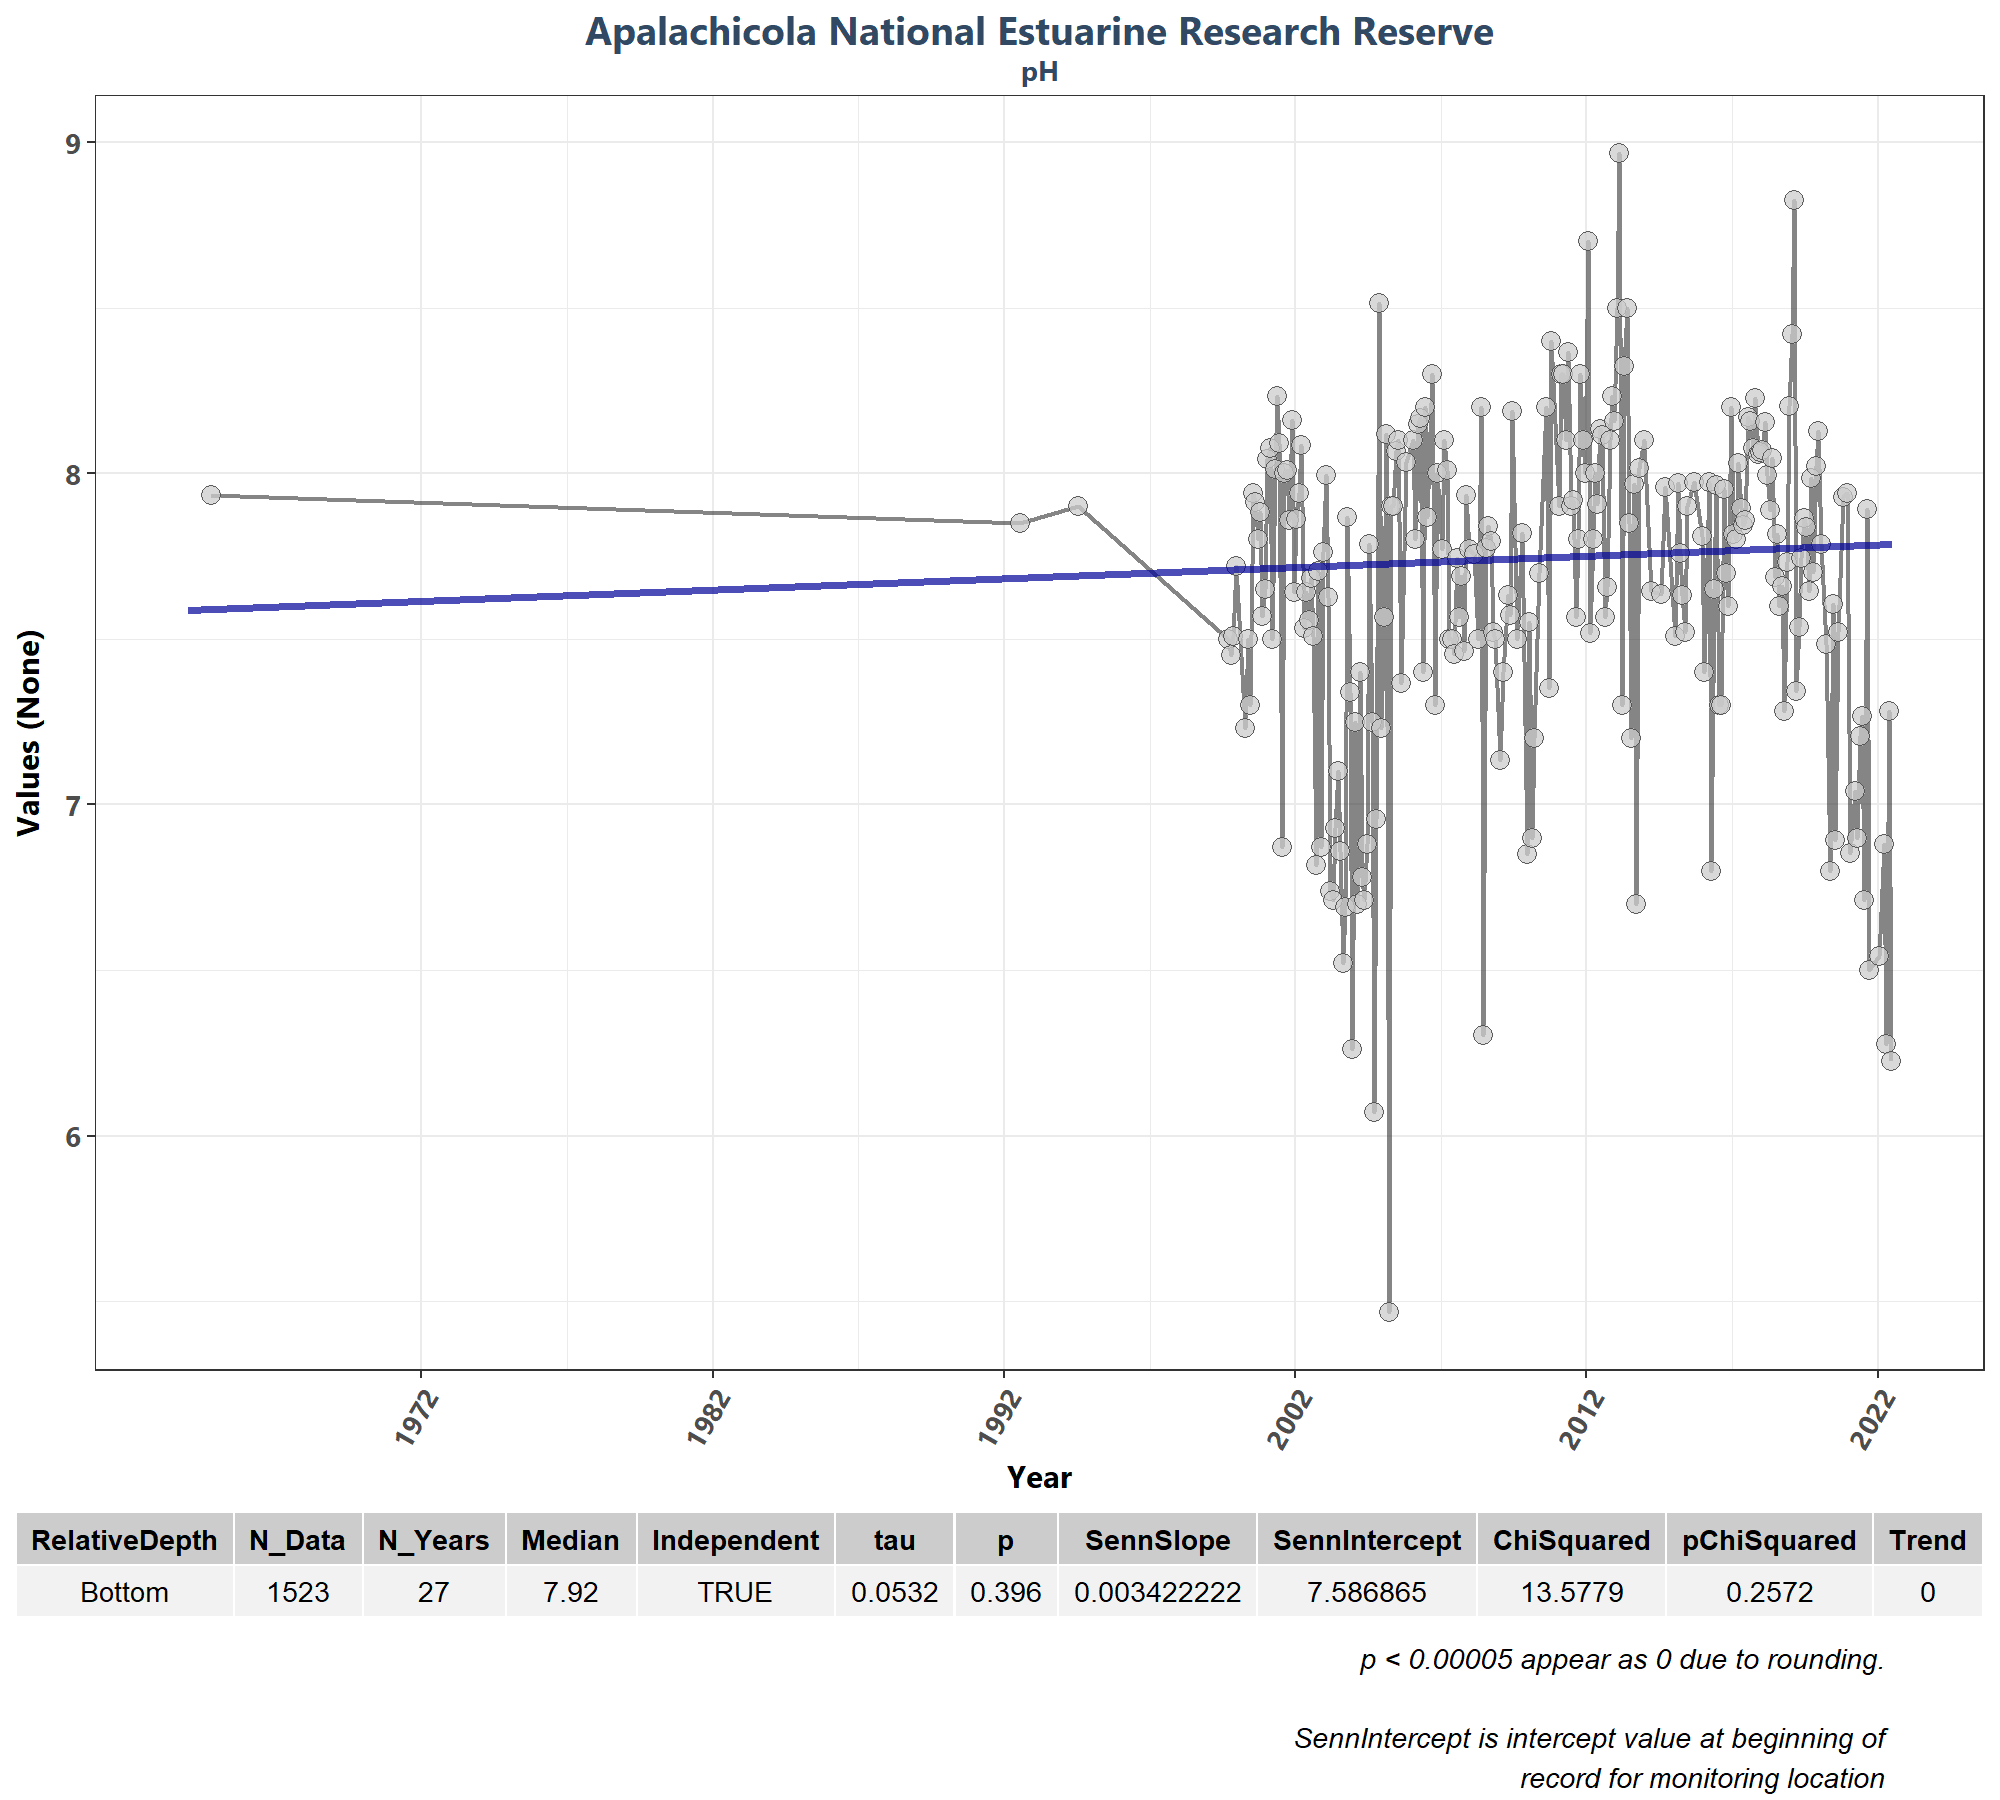 Apalachicola National Estuarine Research Reserve
pH
9
8
7
6
Values (None)
1972
1982
1992
2002
2012
2022
Year
RelativeDepth N_Data N_Years Median Independent tau p SennSlope SennIntercept ChiSquared pChiSquared Trend
Bottom 1523 27 7.92 TRUE 0.0532 0.396 0.003422222 7.586865 13.5779 0.2572 0
p < 0.00005 appear as 0 due to rounding.
SennIntercept is intercept value at beginning of
record for monitoring location